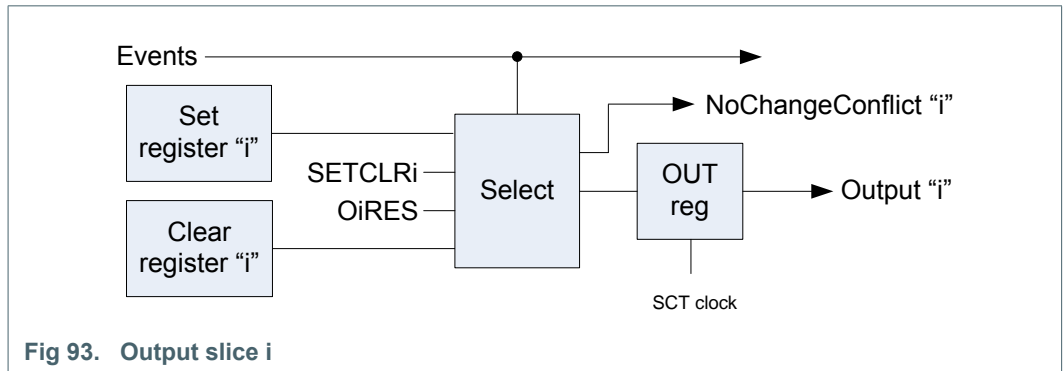 Events
Set
register “i”
NoChangeConflict “i”
SETCLRi
Select
OUT
reg
Output “i”
OiRES
Clear
register “i”
SCT clock
Fig 93. Output slice i